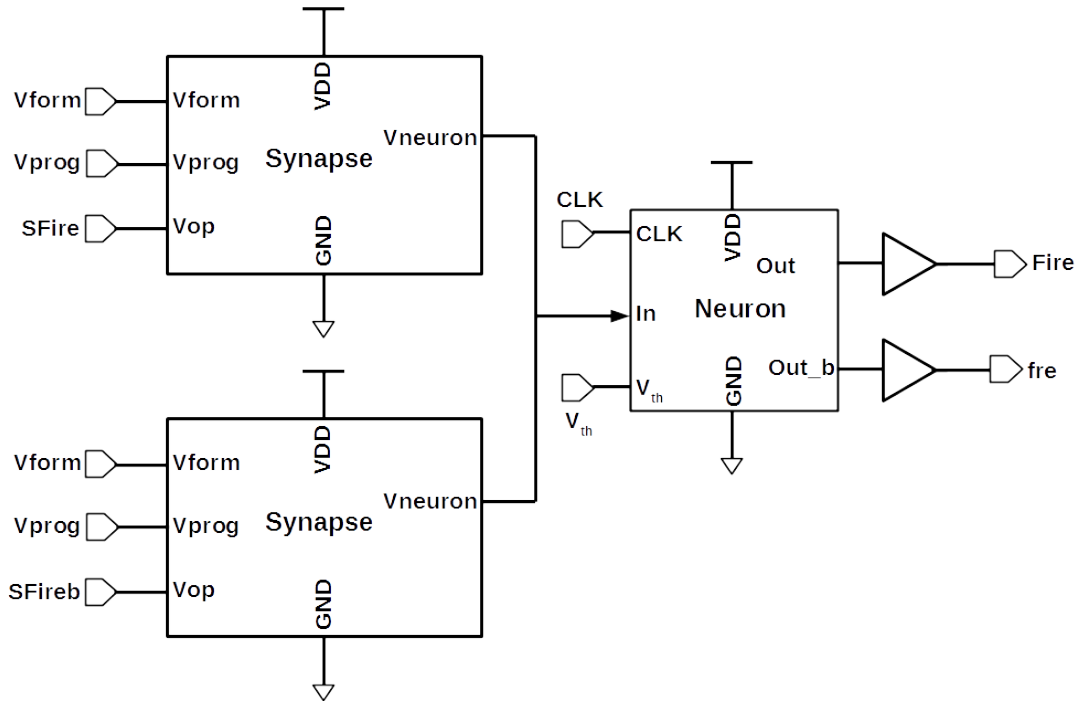 VDD
Vform
Vform
Vneuron
Vprog
Vprog
Synapse
SFire
Vop
GND
CLK
CLK
VDD
Out
Fire
In
Neuron
Out_b
fre
Vth
GND
Vth
VDD
Vform
Vform
Vneuron
Vprog
Vprog
Synapse
SFireb
Vop
GND